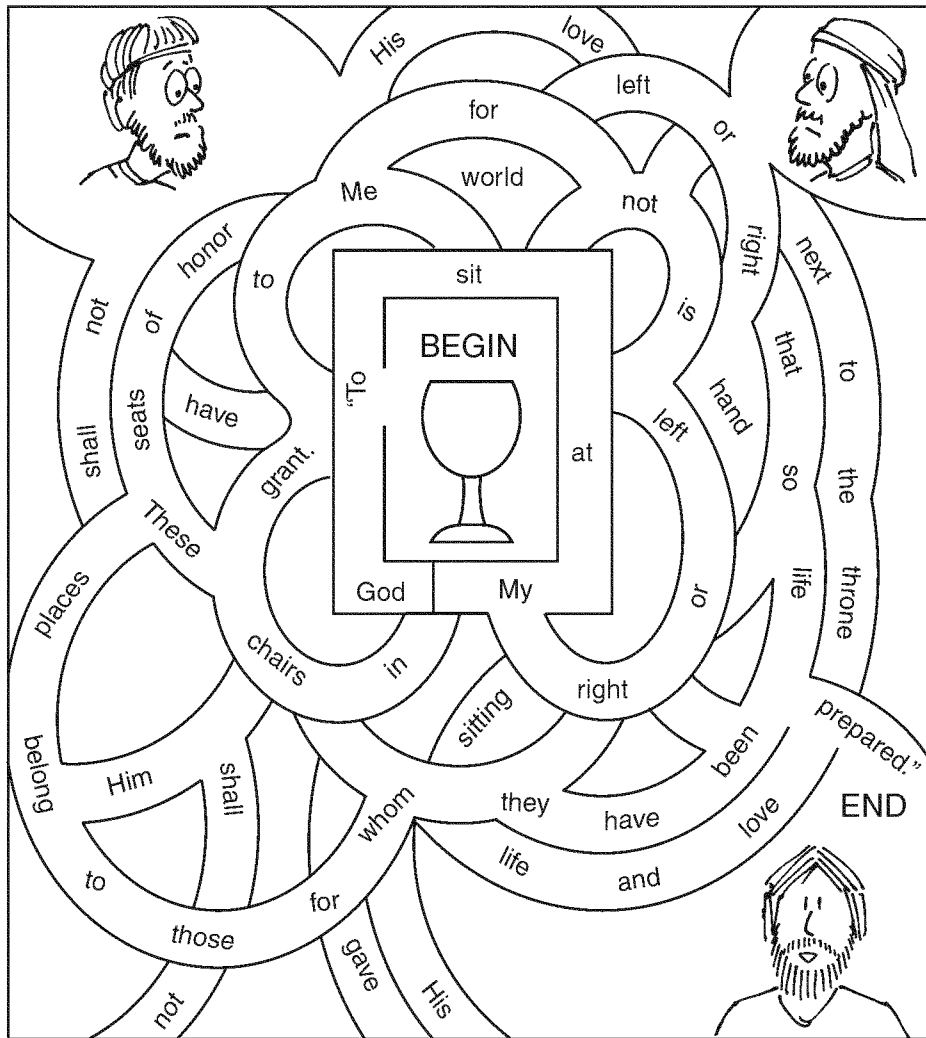 His
love
left
or
for
world
Me
not
honor
to
of
sit
right
next
is
not
BEGIN
that
to
"To
have
seats
hand
left
shall
at
the
so
grant.
These
places
God
My
or
life
throne
chairs
in
right
sitting
prepared."
belong
Him
shall
been
whom
they
have
love
END
life
and
to
for
those
gave
His
not